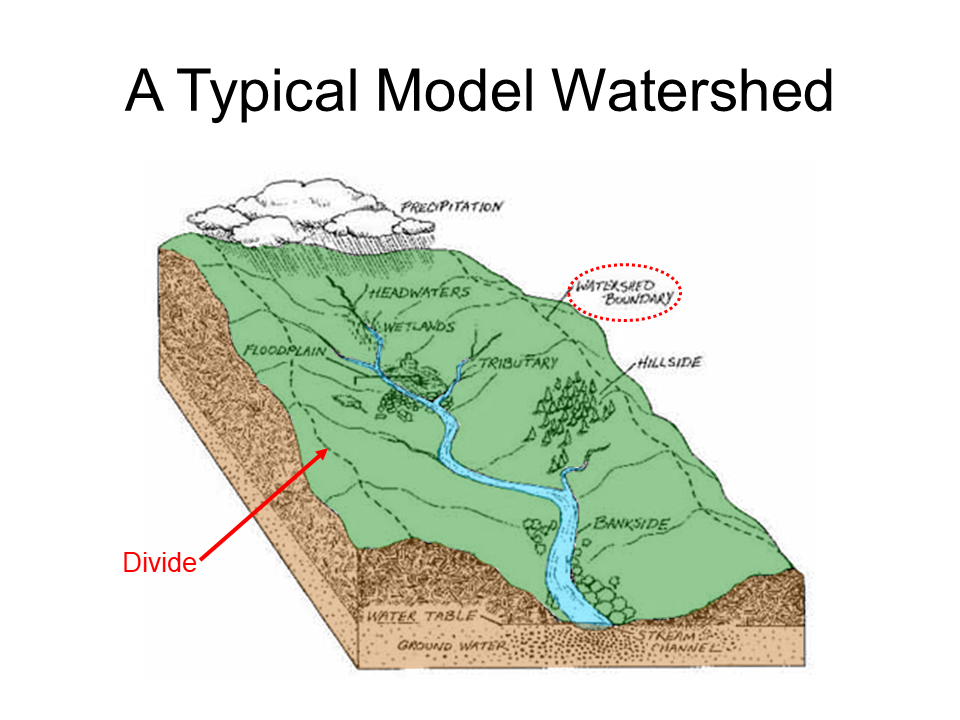 A Typical Model Watershed
PRECIPITATION
HEADWATERS
WATERSHED
BOUNDARY
WETLANDS
FLOODPLAIN
TRIBUTARY
HILLSIDE
Divide
BANKSIDE
WATER TABLE
GROUND WATER
STREAM
CHANNEL